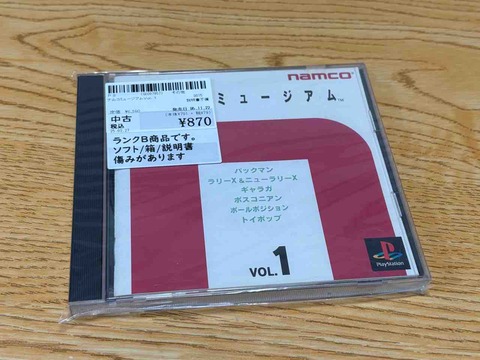 namco
ミュージアム™
中古
税込
¥870
ランクB商品です。
ソフト/箱/説明書
傷みがあります
パックマン
ラリーX&ニューラリーX
ギャラガ
ボスコニアン
ポールポジション
トイポップ
VOL.1
PlayStation